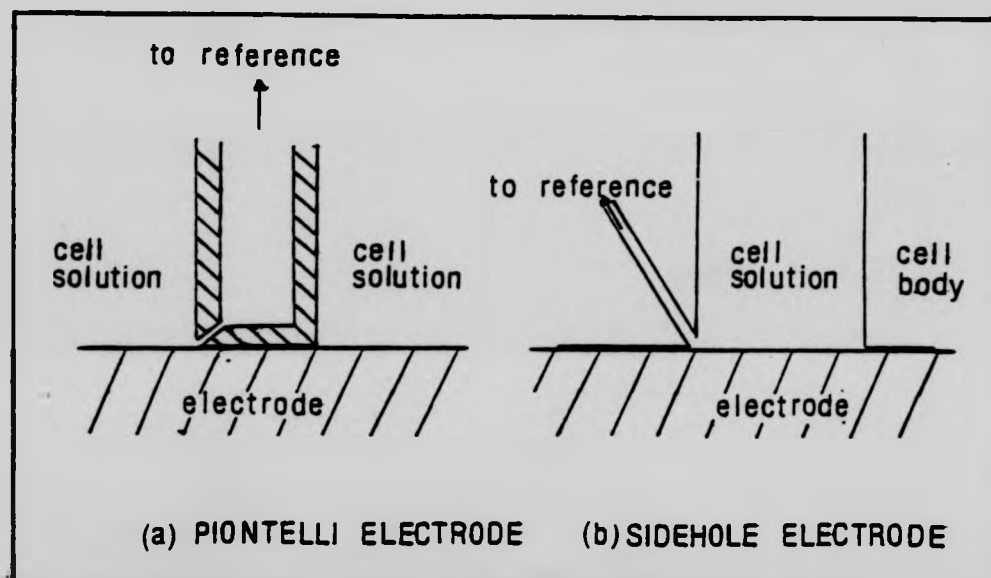 to reference
cell
solution
cell
solution
electrode
(a) PIONTELLI ELECTRODE
to reference
cell
solution
cell
body
electrode
(b) SIDEHOLE ELECTRODE